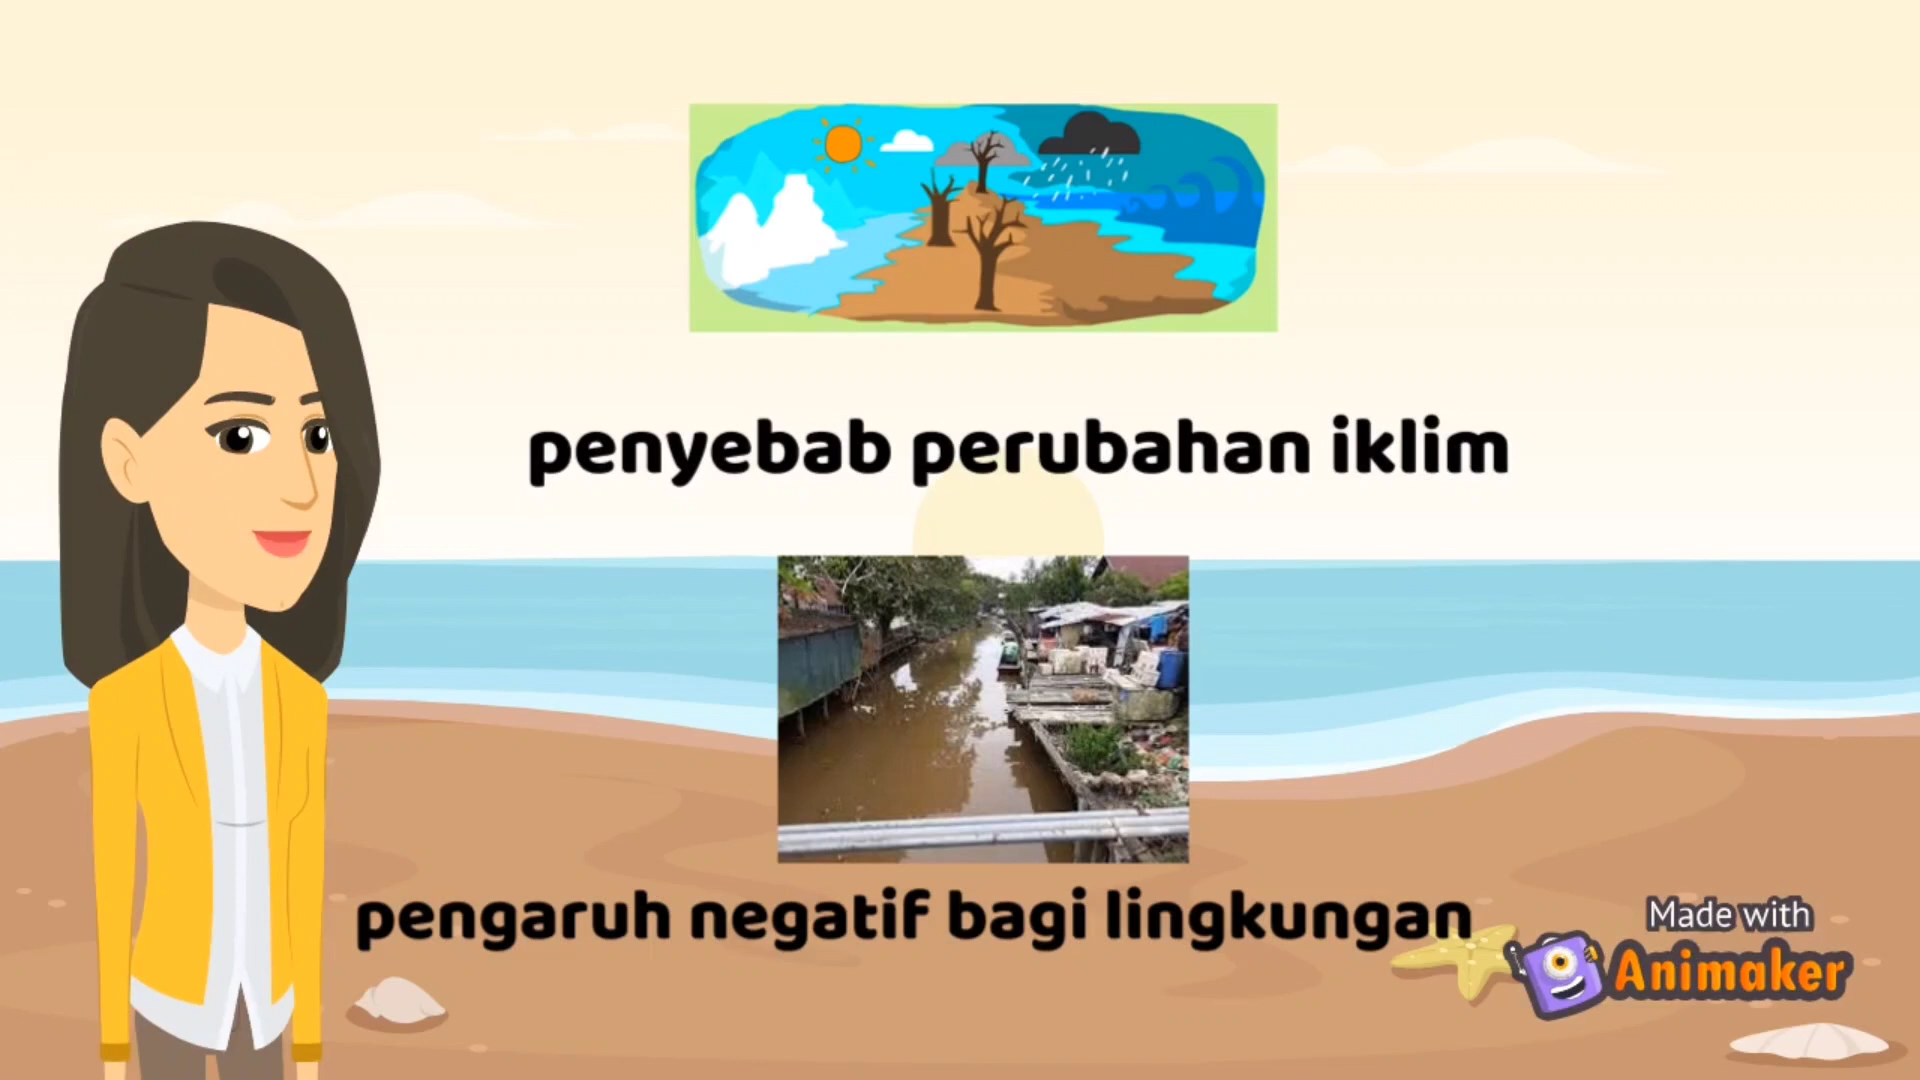 penyebab perubahan iklim
pengaruh negatif bagi lingkungan
Made with
Animaker